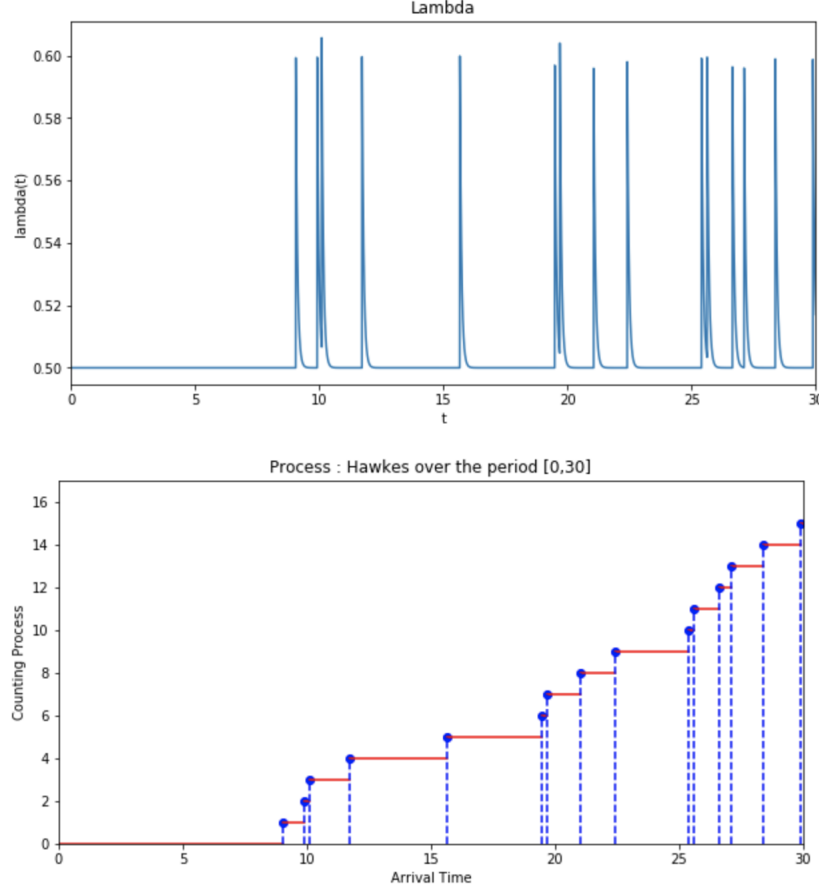 Lambda
0.60
0.58
0.56
0.54
0.52
0.50
lambda(t)
0 5 10 15 20 25 30
t
Process : Hawkes over the period [0,30]
16
14
12
10
8
6
4
2
0
Counting Process
0 5 10 15 20 25 30
Arrival Time